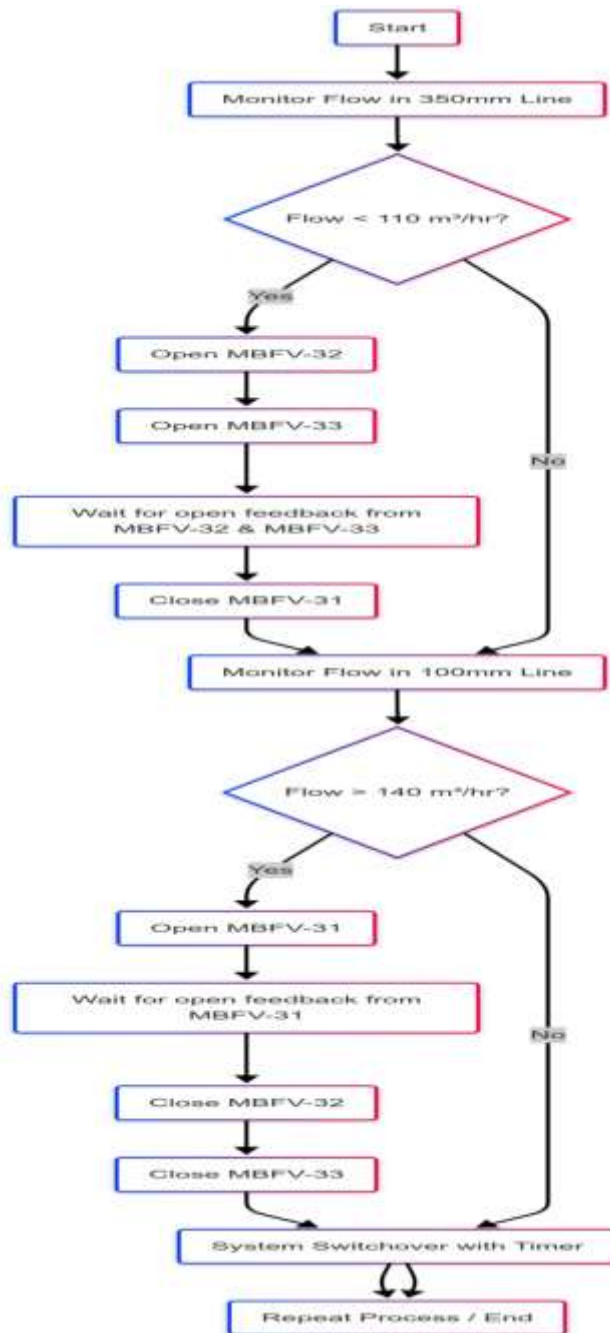 Start
Monitor Flow in 350mm Line
Flow < 110 m³/hr?
Yes
Open MBFV-32
Open MBFV-33
No
Wait for open feedback from
MBFV-32 & MBFV-33
Close MBFV-31
Monitor Flow in 100mm Line
Flow > 140 m³/hr?
Yes
Open MBFV-31
Wait for open feedback from
MBFV-31
No
Close MBFV-32
Close MBFV-33
System Switchover with Timer
Repeat Process / End